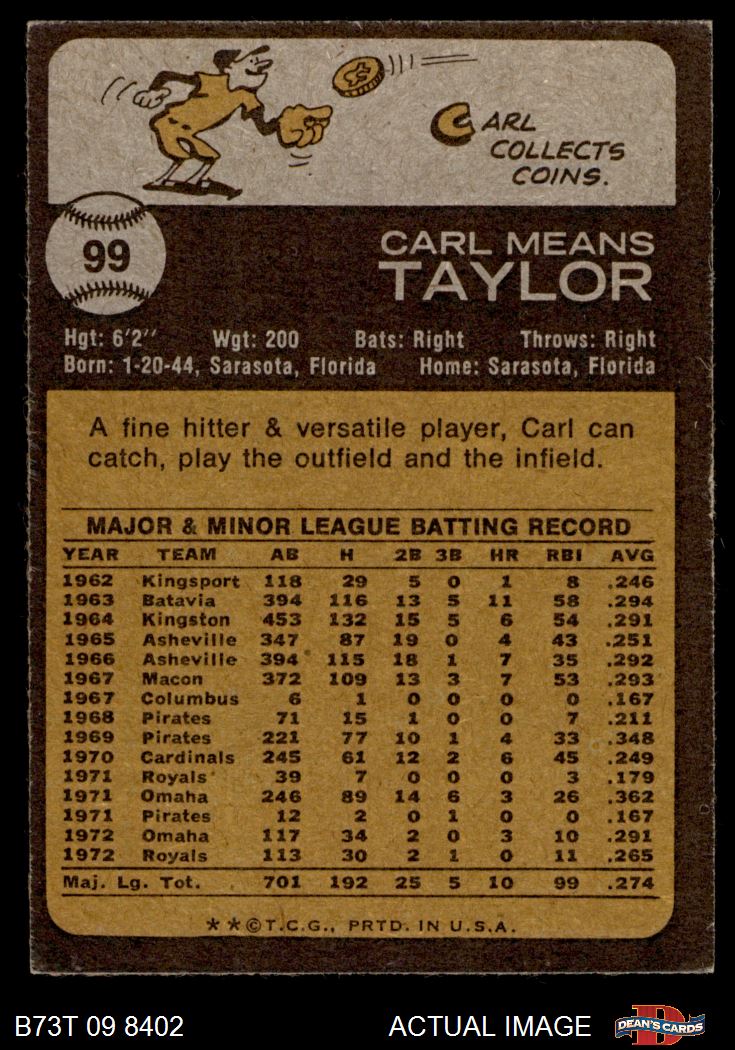 CARL
COLLECTS
COINS.
99
CARL MEANS
TAYLOR
Hgt: 6'2" Wgt: 200 Bats: Right Throws: Right
Born: 1-20-44, Sarasota, Florida Home: Sarasota, Florida
A fine hitter & versatile player, Carl can
catch, play the outfield and the infield.
MAJOR & MINOR LEAGUE BATTING RECORD
YEAR TEAM AB H 2B 3B HR RBI AVG
1962 Kingsport 118 29 5 0 1 8 .246
1963 Batavia 394 116 13 5 11 58 .294
1964 Kingston 453 132 15 5 6 54 .291
1965 Asheville 347 87 19 0 4 43 .251
1966 Asheville 394 115 18 1 7 35 .292
1967 Macon 372 109 13 3 7 53 .293
1967 Columbus 6 1 0 0 0 0 .167
1968 Pirates 71 15 1 0 0 7 .211
1969 Pirates 221 77 10 1 4 33 .348
1970 Cardinals 245 61 12 2 6 45 .249
1971 Royals 39 7 0 0 0 3 .179
1971 Omaha 246 89 14 6 3 26 .362
1971 Pirates 12 2 0 1 0 0 .167
1972 Omaha 117 34 2 0 3 10 .291
1972 Royals 113 30 2 1 0 11 .265
Maj. Lg. Tot. 701 192 25 5 10 99 .274
**©T.C.G., PRTD. IN U.S.A.
B73T 09 8402 ACTUAL IMAGE D DEAN'S CARDS